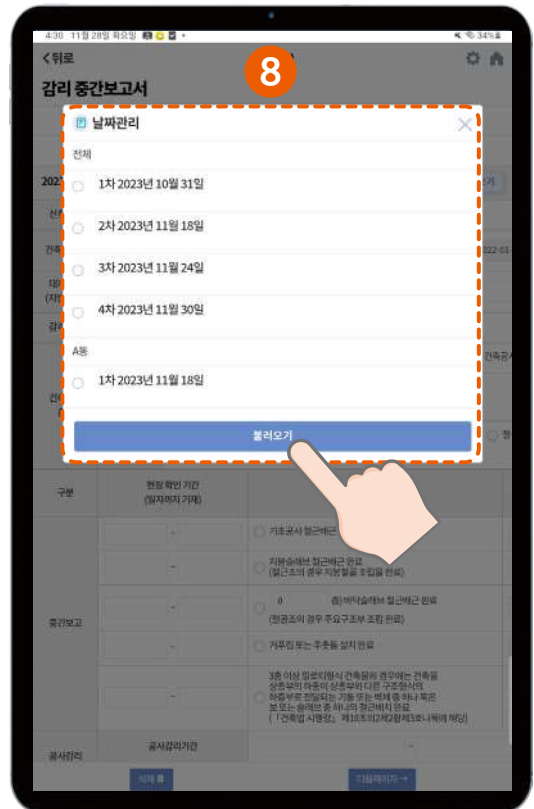 4:36 11월 28일 화요일
34%
<뒤로
8
감리 중간보고서
날짜관리
전체
1차 2023년 10월 31일
2차 2023년 11월 18일
3차 2023년 11월 24일
4차 2023년 11월 30일
A동
1차 2023년 11월 18일
불러오기
구분
현장 확인 기간
(일자까지 기재)
기초공사 철근배근
지붕슬래브 철근배근 완료
(철근조의 경우 지붕철골 조립을 완료)
0 층) 바닥슬래브 철근배근 완료
(철골조의 경우 주요구조부 조립 완료)
중간보고
거푸집 또는 주춧돌 설치 완료
3층 이상 필로티형식 건축물의 경우에는 건축물
상층부의 하중이 상층부와 다른 구조형식의
하층부로 전달되는 기둥 또는 벽체 중 하나 혹은
보 또는 슬래브 중 하나의 철근배치 완료
(「건축법 시행령」 제18조의2제2항제3호나목에 해당)
공사감리
공사감리기간
삭제
다음페이지 →